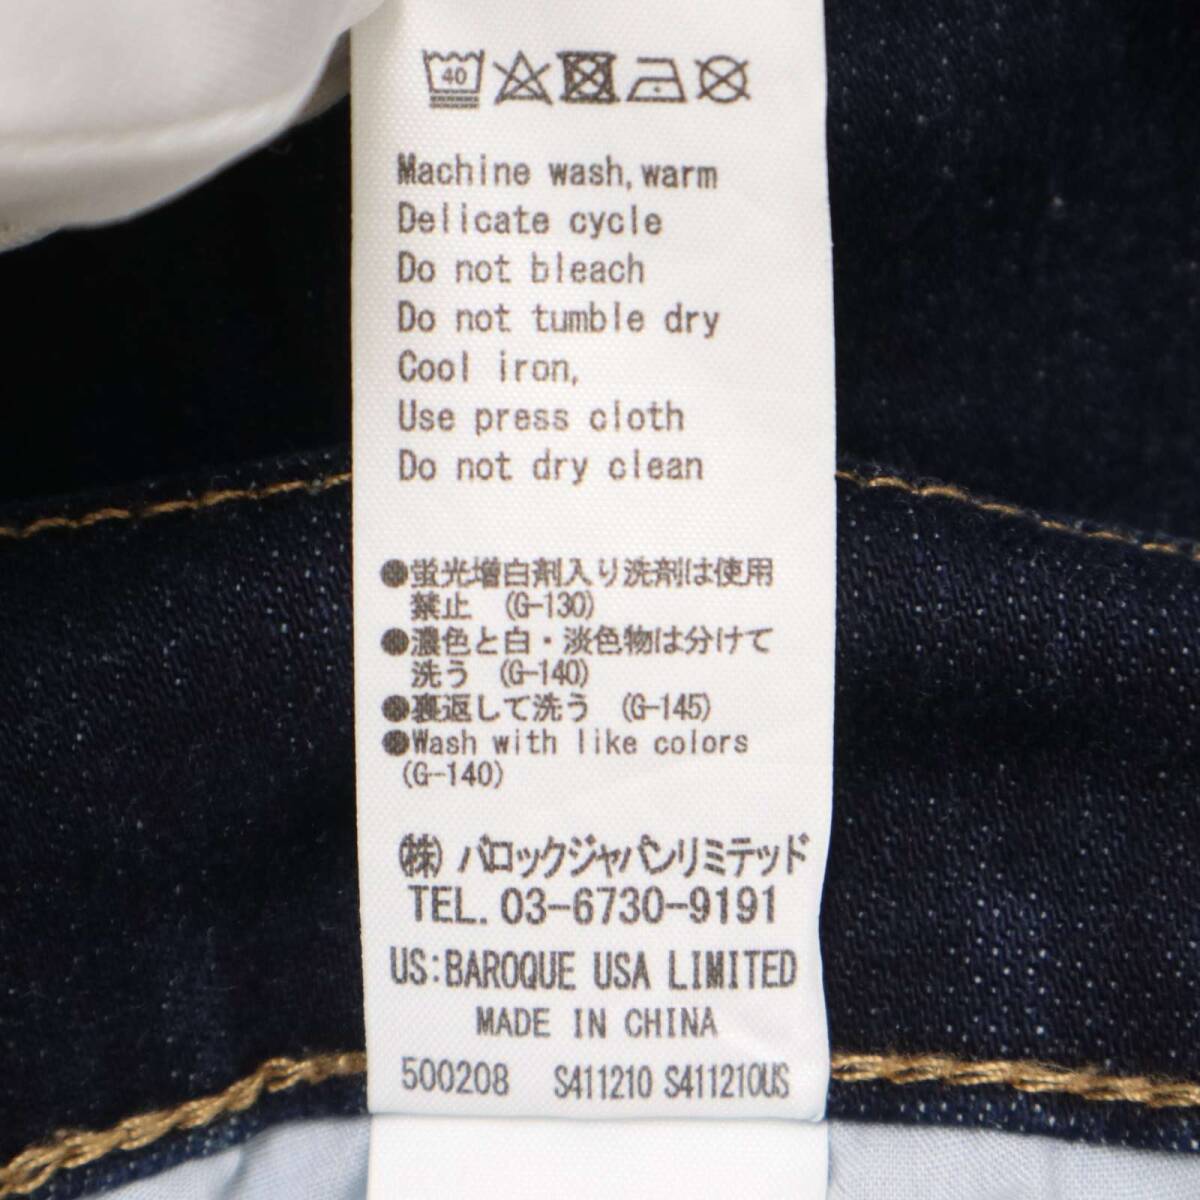 40
Machine wash, warm
Delicate cycle
Do not bleach
Do not tumble dry
Cool iron,
Use press cloth
Do not dry clean
●蛍光増白剤入り洗剤は使用
禁止 (G-130)
●濃色と白・淡色物は分けて
洗う (G-140)
●裏返して洗う (G-145)
●Wash with like colors
(G-140)
㈱ バロックジャパンリミテッド
TEL. 03-6730-9191
US:BAROQUE USA LIMITED
MADE IN CHINA
500208 S411210 S411210US